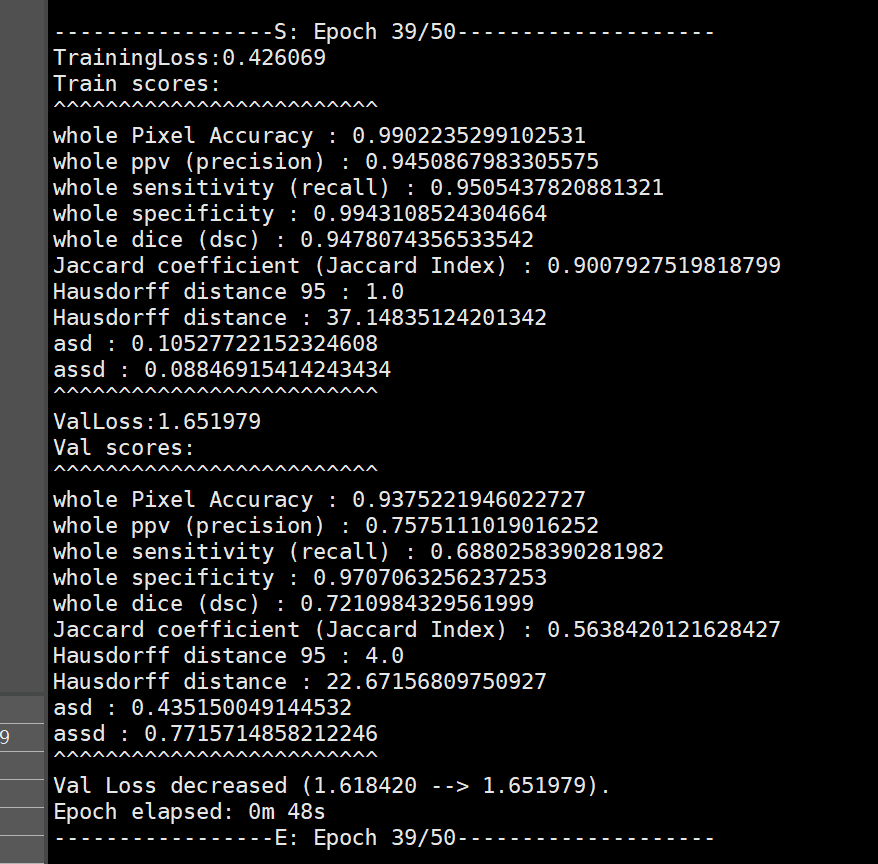 -----------------S: Epoch 39/50--------------------
TrainingLoss:0.426069
Train scores:
^^^^^^^^^^^^^^^^^^^^^^^^^
whole Pixel Accuracy : 0.9902235299102531
whole ppv (precision) : 0.9450867983305575
whole sensitivity (recall) : 0.9505437820881321
whole specificity : 0.9943108524304664
whole dice (dsc) : 0.9478074356533542
Jaccard coefficient (Jaccard Index) : 0.9007927519818799
Hausdorff distance 95 : 1.0
Hausdorff distance : 37.14835124201342
asd : 0.10527722152324608
assd : 0.08846915414243434
^^^^^^^^^^^^^^^^^^^^^^^^^
ValLoss:1.651979
Val scores:
^^^^^^^^^^^^^^^^^^^^^^^^^
whole Pixel Accuracy : 0.9375221946022727
whole ppv (precision) : 0.7575111019016252
whole sensitivity (recall) : 0.6880258390281982
whole specificity : 0.9707063256237253
whole dice (dsc) : 0.7210984329561999
Jaccard coefficient (Jaccard Index) : 0.5638420121628427
Hausdorff distance 95 : 4.0
Hausdorff distance : 22.67156809750927
asd : 0.435150049144532
assd : 0.7715714858212246
^^^^^^^^^^^^^^^^^^^^^^^^^
Val Loss decreased (1.618420 --> 1.651979).
Epoch elapsed: 0m 48s
-----------------E: Epoch 39/50--------------------
9